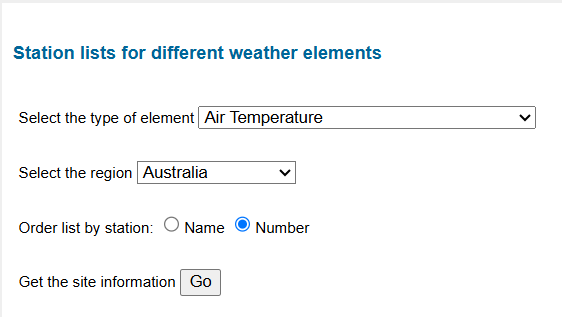 Station lists for different weather elements
Select the type of element Air Temperature
Select the region Australia
Order list by station: Name Number
Get the site information Go